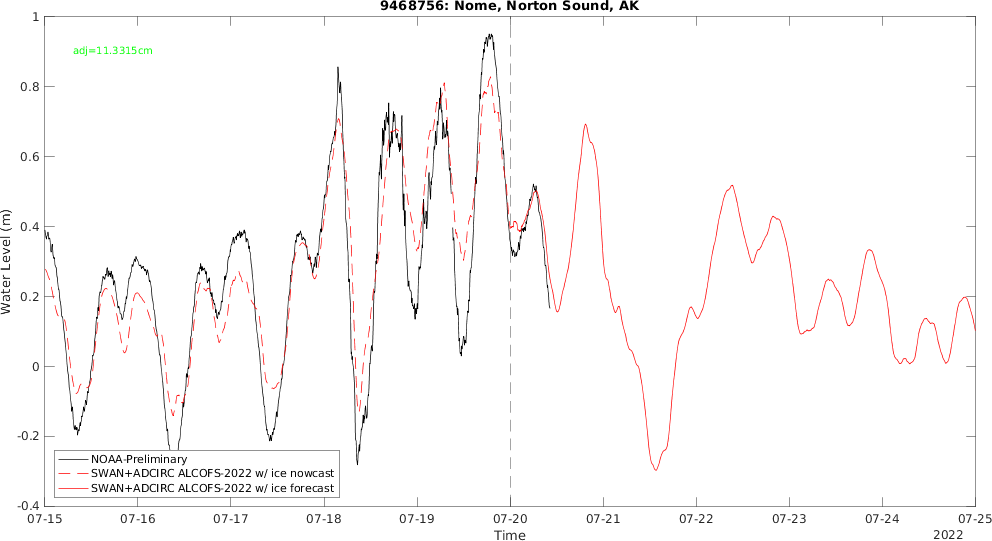 9468756: Nome, Norton Sound, AK
adj=11.3315cm
Water Level (m)
1
0.8
0.6
0.4
0.2
0
-0.2
-0.4
NOAA-Preliminary
SWAN+ADCIRC ALCOFS-2022 w/ ice nowcast
SWAN+ADCIRC ALCOFS-2022 w/ ice forecast
07-15 07-16 07-17 07-18 07-19 07-20 07-21 07-22 07-23 07-24 07-25
Time
2022